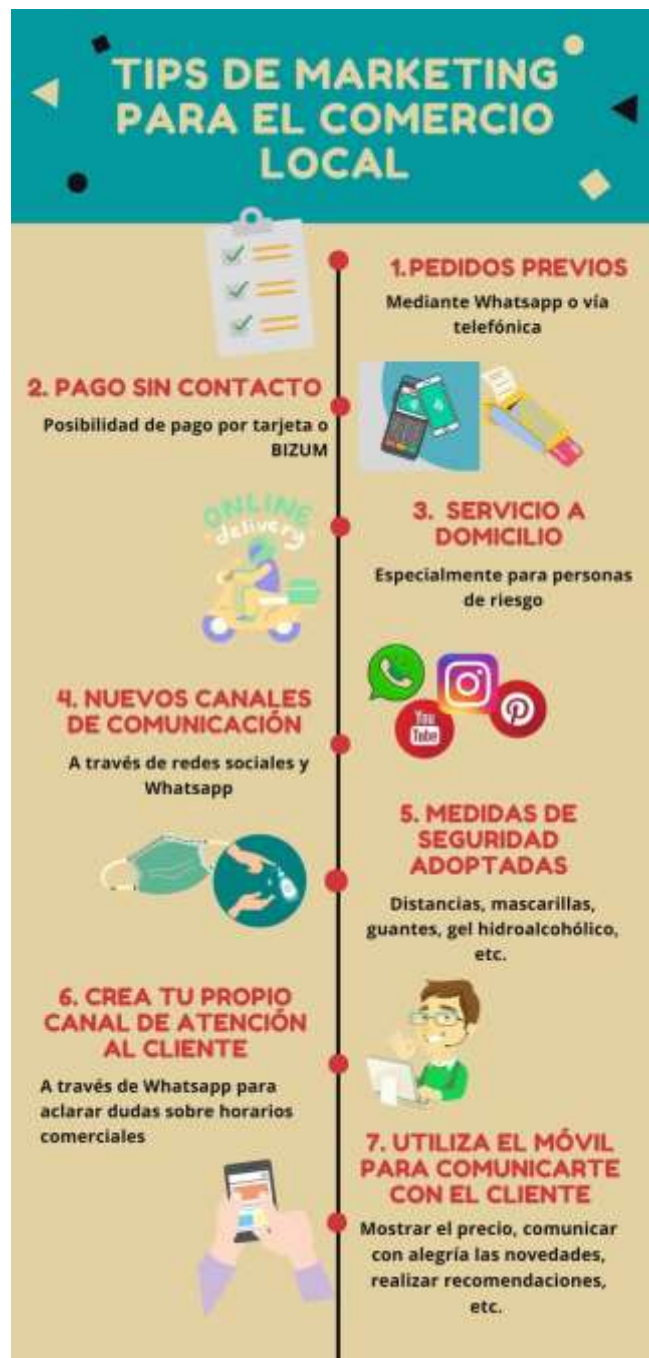 TIPS DE MARKETING
PARA EL COMERCIO
LOCAL
1.PEDIDOS PREVIOS
Mediante Whatsapp o vía
telefónica
2. PAGO SIN CONTACTO
Posibilidad de pago por tarjeta o
BIZUM
ONLINE
delivery
3. SERVICIO A
DOMICILIO
Especialmente para personas
de riesgo
4. NUEVOS CANALES
DE COMUNICACIÓN
A través de redes sociales y
Whatsapp
You
Tube
5. MEDIDAS DE
SEGURIDAD
ADOPTADAS
Distancias, mascarillas,
guantes, gel hidroalcohólico,
etc.
6. CREA TU PROPIO
CANAL DE ATENCIÓN
AL CLIENTE
A través de Whatsapp para
aclarar dudas sobre horarios
comerciales
7. UTILIZA EL MÓVIL
PARA COMUNICARTE
CON EL CLIENTE
Mostrar el precio, comunicar
con alegría las novedades,
realizar recomendaciones,
etc.